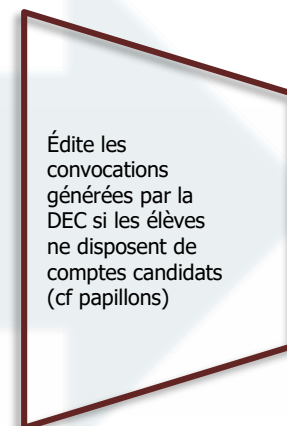 Édite les
convocations
générées par la
DEC si les élèves
ne disposent de
comptes candidats
(cf papillons)